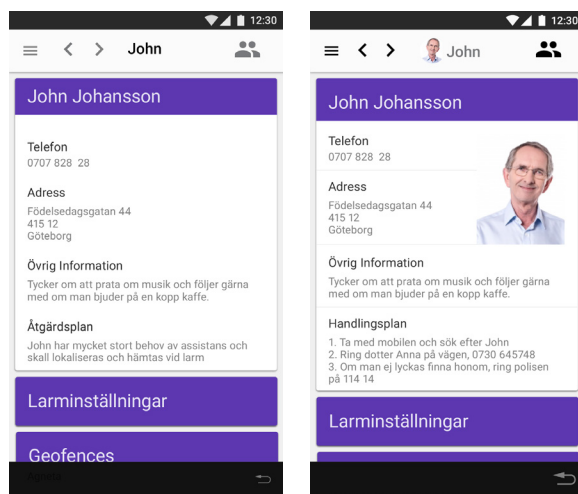 12:30
John
John Johansson
Telefon
0707 828  28
Adress
Födelsedagsgatan 44
415 12
Göteborg
Övrig Information
Tycker om att prata om musik och följer gärna
med om man bjuder på en kopp kaffe.
Åtgärdsplan
John har mycket stort behov av assistans och
skall lokaliseras och hämtas vid larm
Larminställningar
Geofences
12:30
John
John Johansson
Telefon
0707 828  28
Adress
Födelsedagsgatan 44
415 12
Göteborg
Övrig Information
Tycker om att prata om musik och följer gärna
med om man bjuder på en kopp kaffe.
Handlingsplan
1. Ta med mobilen och sök efter John
2. Ring dotter Anna på vägen, 0730 645748
3. Om man ej lyckas finna honom, ring polisen
på 114 14
Larminställningar